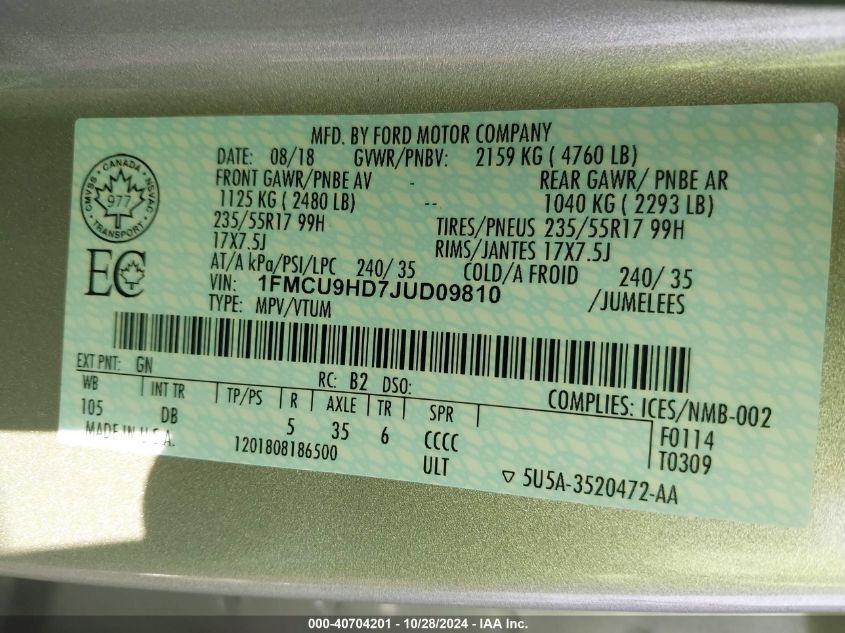 MFD. BY FORD MOTOR COMPANY
DATE: 08/18 GVWR/PNBV: 2159 KG ( 4760 LB)
FRONT GAWR/PNBE AV - REAR GAWR/ PNBE AR
1125 KG ( 2480 LB) -- 1040 KG ( 2293 LB)
235/55R17 99H TIRES/PNEUS 235/55R17 99H
17X7.5J RIMS/JANTES 17X7.5J
AT/A kPa/PSI/LPC 240/ 35 COLD/A FROID 240/ 35
VIN: 1FMCU9HD7JUD09810 /JUMELEES
TYPE: MPV/VTUM
CANADA
CMVSS NSVAC
977
TRANSPORT
EC
EXT PNT: GN RC: B2 DSO:
COMPLIES: ICES/NMB-002
WB INT TR TP/PS R AXLE TR SPR
105 DB 5 35 6 CCCC
F0114
T0309
MADE IN U.S.A. 1201808186500 ULT
5U5A-3520472-AA
000-40704201 - 10/28/2024 - IAA Inc.